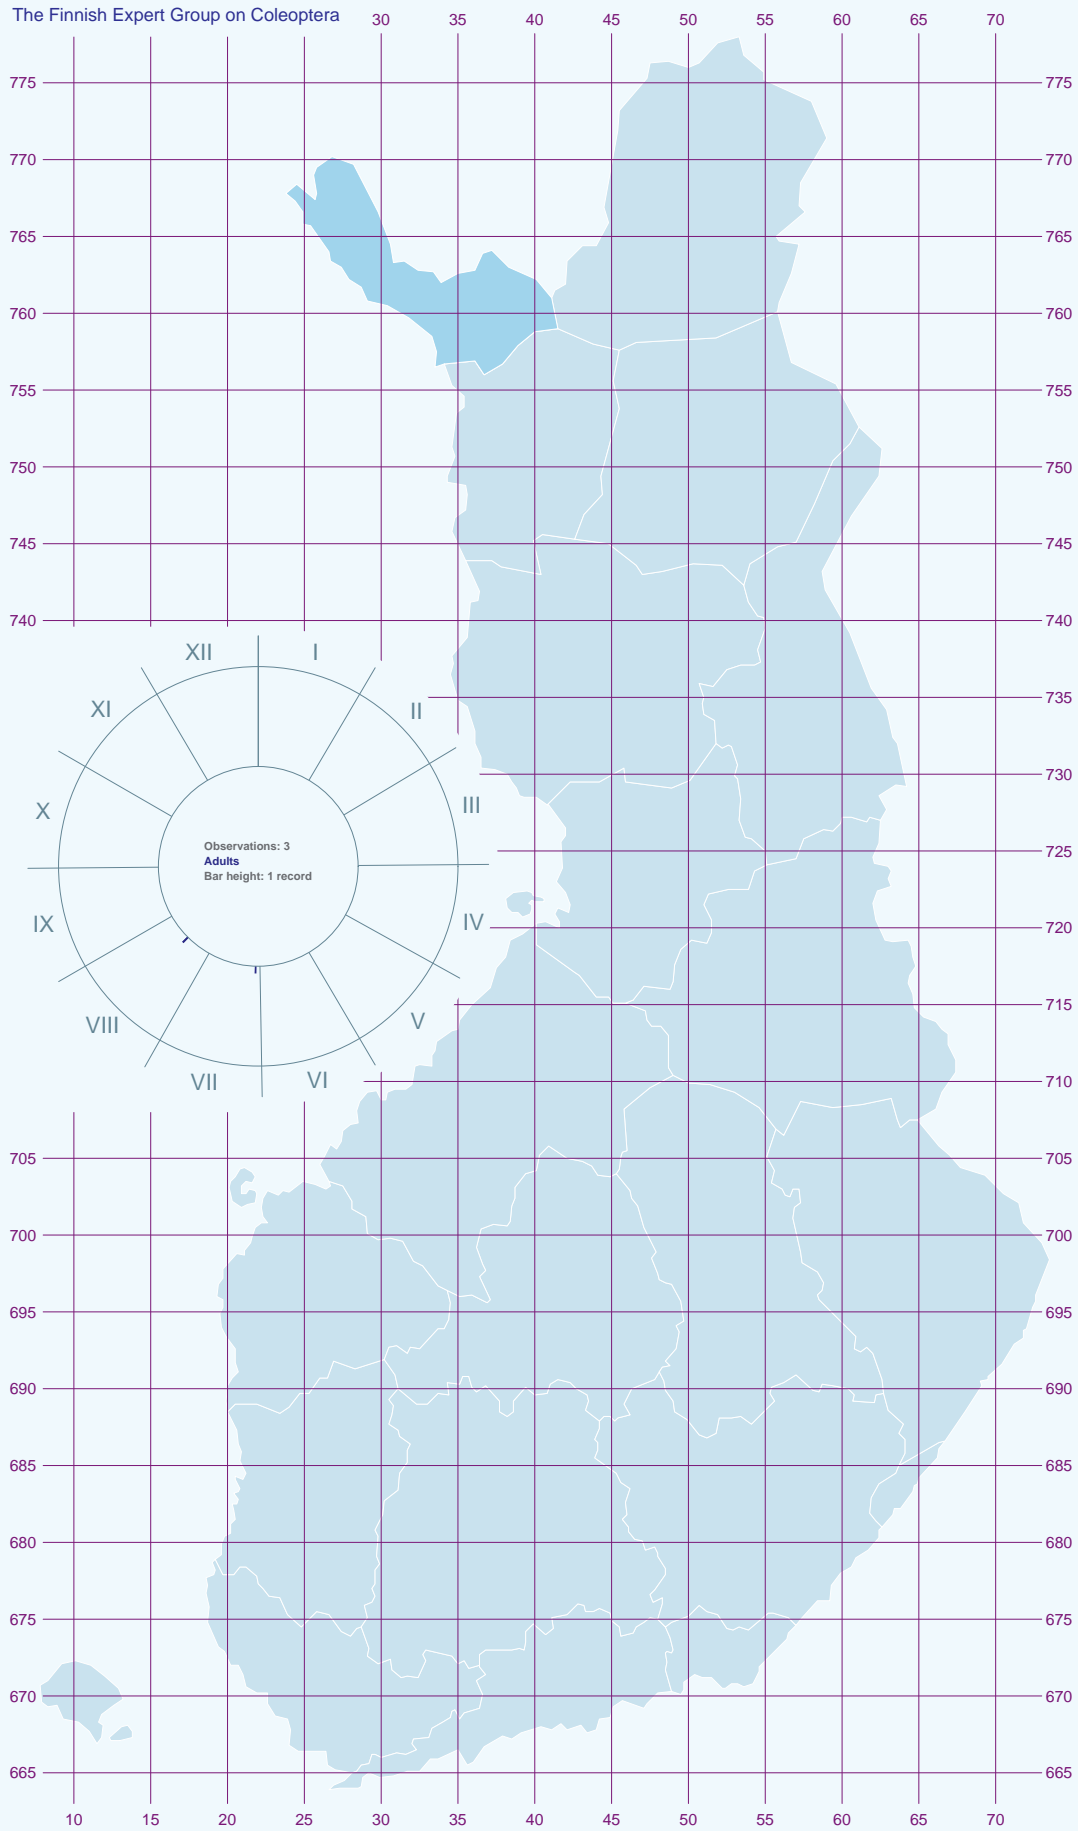 The Finnish Expert Group on Coleoptera
30 35 40 45 50 55 60 65 70
775 775
770 770
765 765
760 760
755 755
750 750
745 745
740 740
XII I
XI II
735
730
X III
Observations: 3
Adults
Bar height: 1 record
725
IX IV
720
715
VIII V
VII VI
710
705 705
700 700
695 695
690 690
685 685
680 680
675 675
670 670
665 665
10 15 20 25 30 35 40 45 50 55 60 65 70